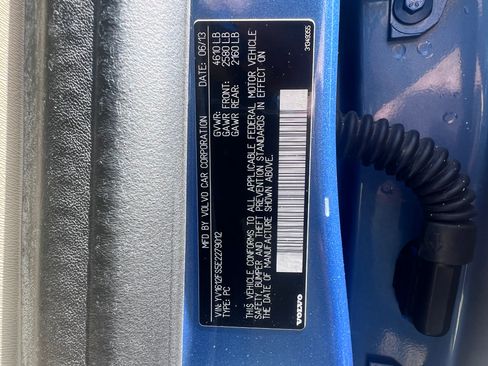 MFD. BY VOLVO CAR CORPORATION DATE: 06/13
GVWR: 4610 LB
GAWR FRONT: 2580 LB
GAWR REAR: 2160 LB
VIN: YV1612FS5E2279012
TYPE: PC
THIS VEHICLE CONFORMS TO ALL APPLICABLE FEDERAL MOTOR VEHICLE
SAFETY, BUMPER AND THEFT PREVENTION STANDARDS IN EFFECT ON
THE DATE OF MANUFACTURE SHOWN ABOVE.
VOLVO